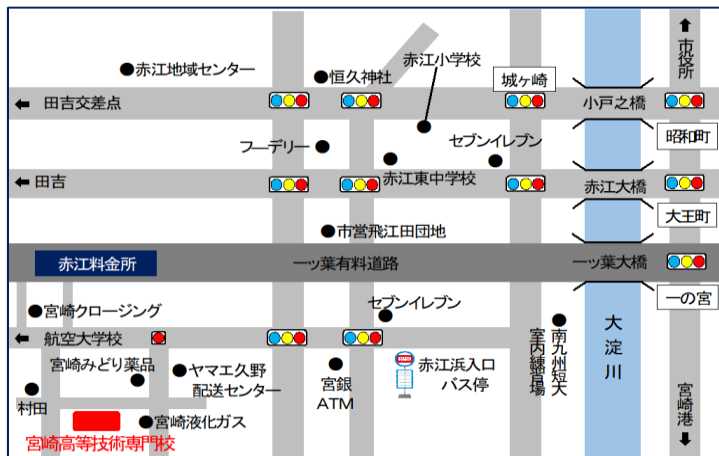 市役所
赤江小学校
赤江地域センター
恒久神社
城ヶ崎
田吉交差点
小戸之橋
昭和町
フーデリー
セブンイレブン
赤江東中学校
田吉
赤江大橋
大王町
市営飛江田団地
赤江料金所
一ッ葉有料道路
一ッ葉大橋
一の宮
宮崎クロージング
セブンイレブン
航空大学校
南九州短大
室内練習場
大淀川
宮崎みどり薬品
ヤマエ久野
配送センター
宮銀
ATM
赤江浜入口
バス停
村田
宮崎液化ガス
宮崎港
宮崎高等技術専門校